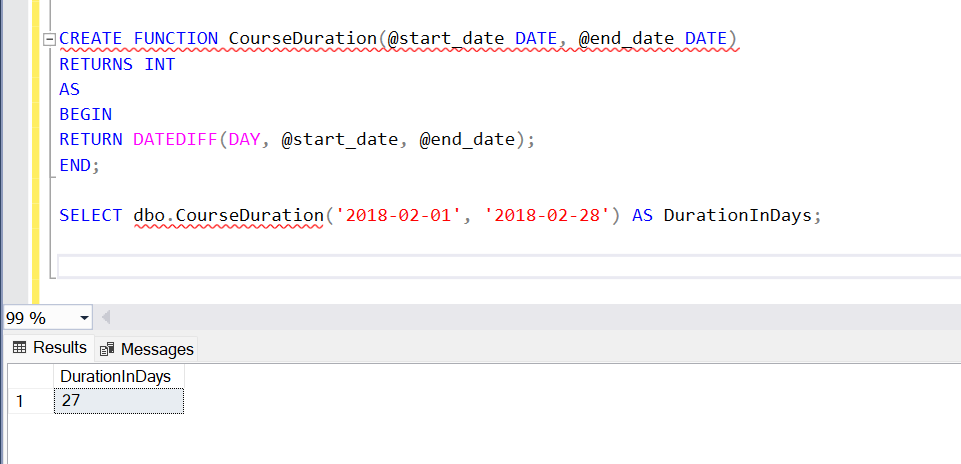 CREATE FUNCTION CourseDuration(@start_date DATE, @end_date DATE)
RETURNS INT
AS
BEGIN
RETURN DATEDIFF(DAY, @start_date, @end_date);
END;
SELECT dbo.CourseDuration('2018-02-01', '2018-02-28') AS DurationInDays;
99 %
Results Messages
DurationInDays
1 27